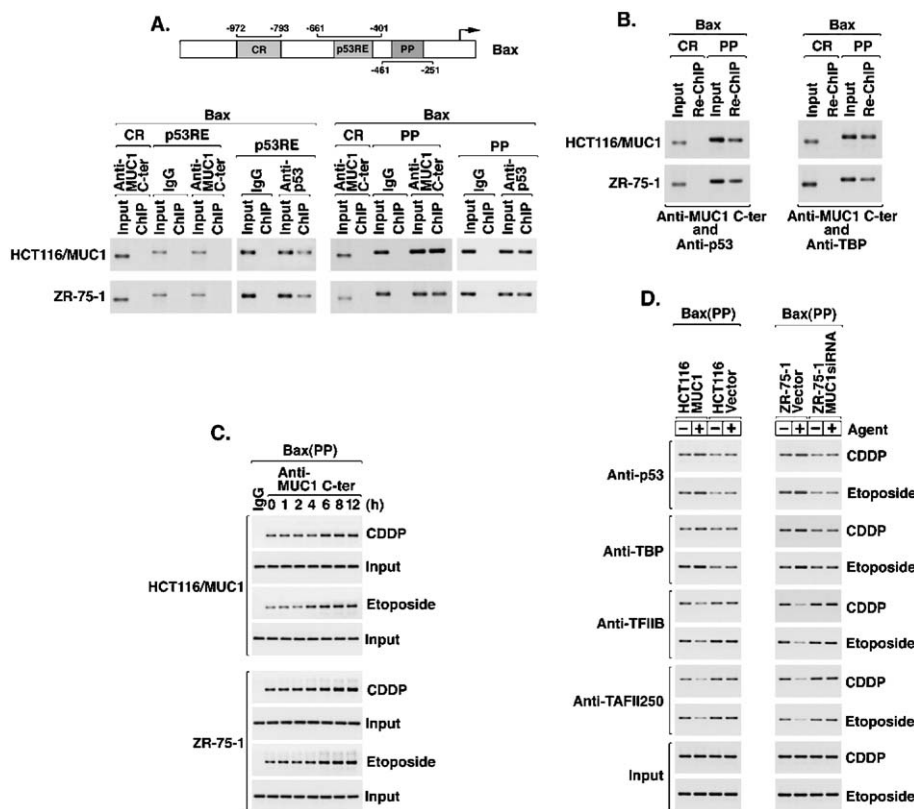 A.
-972 -793 -661 -401
CR p53RE PP Bax
-461 -251
Bax
CR p53RE
p53RE
Input
Anti-MUC1 C-ter ChIP
Input
IgG ChIP
Input
Anti-MUC1 C-ter ChIP
Input
IgG ChIP
Input
Anti-p53 ChIP
Bax
CR PP
PP
Input
Anti-MUC1 C-ter ChIP
Input
IgG ChIP
Input
Anti-MUC1 C-ter ChIP
Input
IgG ChIP
Input
Anti-p53 ChIP
HCT116/MUC1
ZR-75-1
B.
Bax
CR PP
Input
Re-ChIP
Input
Re-ChIP
Bax
CR PP
Input
Re-ChIP
Input
Re-ChIP
HCT116/MUC1
ZR-75-1
Anti-MUC1 C-ter
and
Anti-p53
Anti-MUC1 C-ter
and
Anti-TBP
C.
Bax(PP)
Anti-
MUC1 C-ter
IgG
0 1 2 4 6 8 12 (h)
HCT116/MUC1
CDDP
Input
Etoposide
Input
ZR-75-1
CDDP
Input
Etoposide
Input
D.
Bax(PP)
Bax(PP)
HCT116
MUC1
HCT116
Vector
ZR-75-1
Vector
ZR-75-1
MUC1siRNA
− + − + − + − + Agent
Anti-p53
CDDP
Etoposide
Anti-TBP
CDDP
Etoposide
Anti-TFIIB
CDDP
Etoposide
Anti-TAFII250
CDDP
Etoposide
Input
CDDP
Etoposide